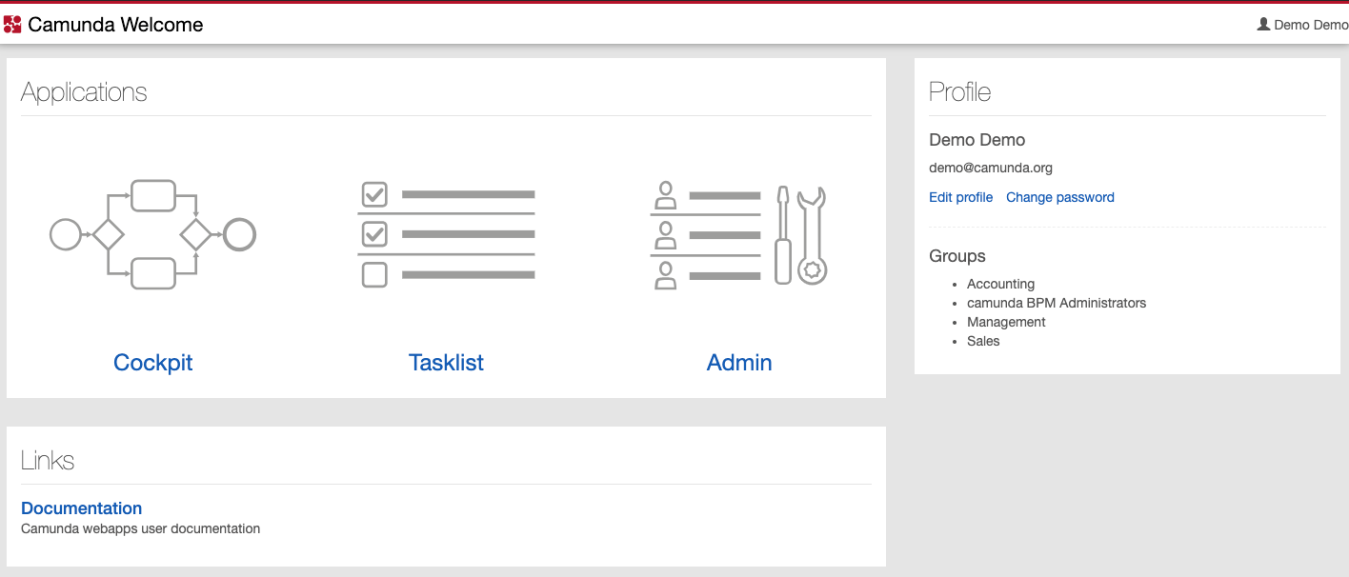 Camunda Welcome
Demo Demo
Applications
Cockpit
Tasklist
Admin
Links
Documentation
Camunda webapps user documentation
Profile
Demo Demo
demo@camunda.org
Edit profile Change password
Groups
Accounting
camunda BPM Administrators
Management
Sales